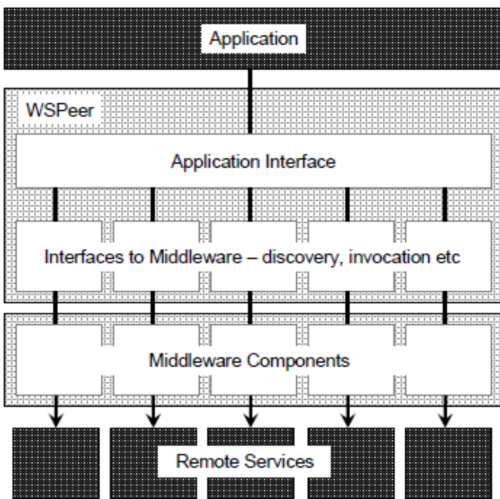 Application
WSPeer
Application Interface
Interfaces to Middleware – discovery, invocation etc
Middleware Components
Remote Services